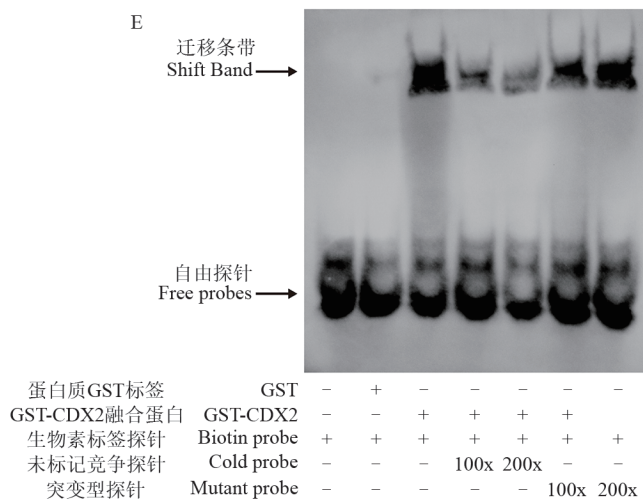 E
迁移条带
Shift Band
自由探针
Free probes
蛋白质GST标签 GST – + – – – – –
GST-CDX2融合蛋白 GST-CDX2 – – + + + +
生物素标签探针 Biotin probe + + + + + + +
未标记竞争探针 Cold probe – – – 100x 200x – –
突变型探针 Mutant probe – – – – – 100x 200x